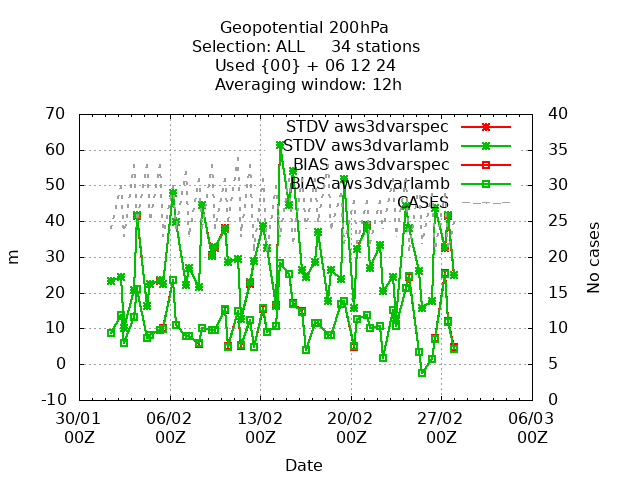 Geopotential 200hPa
Selection: ALL 34 stations
Used {00} + 06 12 24
Averaging window: 12h
70
60
50
40
30
20
10
0
-10
m
40
35
30
25
20
15
10
5
0
No cases
STDV aws3dvarspec
STDV aws3dvarlamb
BIAS aws3dvarspec
BIAS aws3dvarlamb
CASES
30/01 06/02 13/02 20/02 27/02 06/03
00Z 00Z 00Z 00Z 00Z 00Z
Date